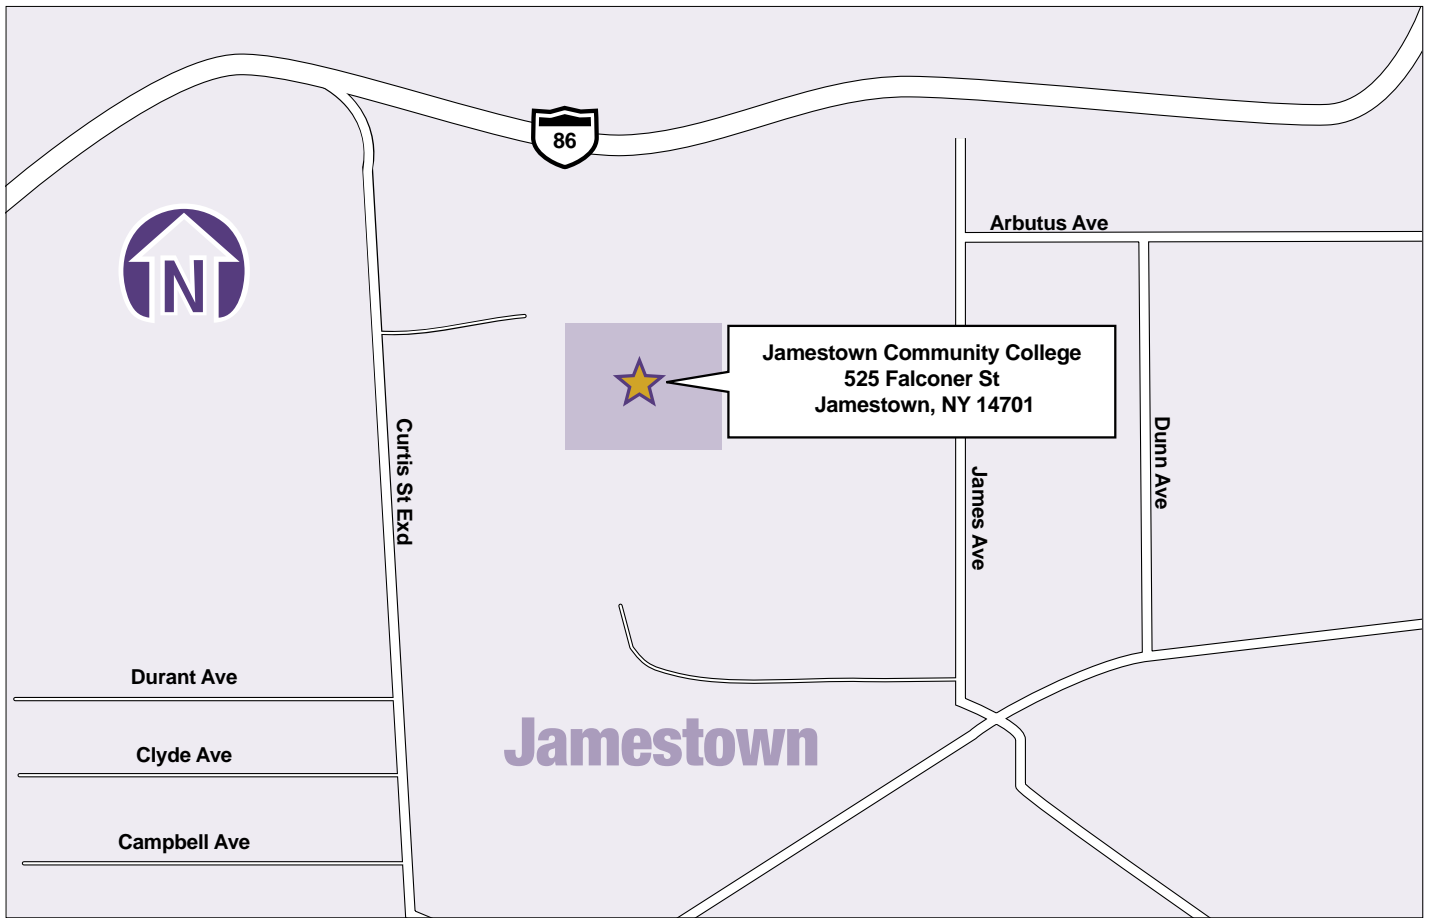 86
Arbutus Ave
N
Jamestown Community College
525 Falconer St
Jamestown, NY 14701
Curtis St Exd
Dunn Ave
James Ave
Durant Ave
Jamestown
Clyde Ave
Campbell Ave